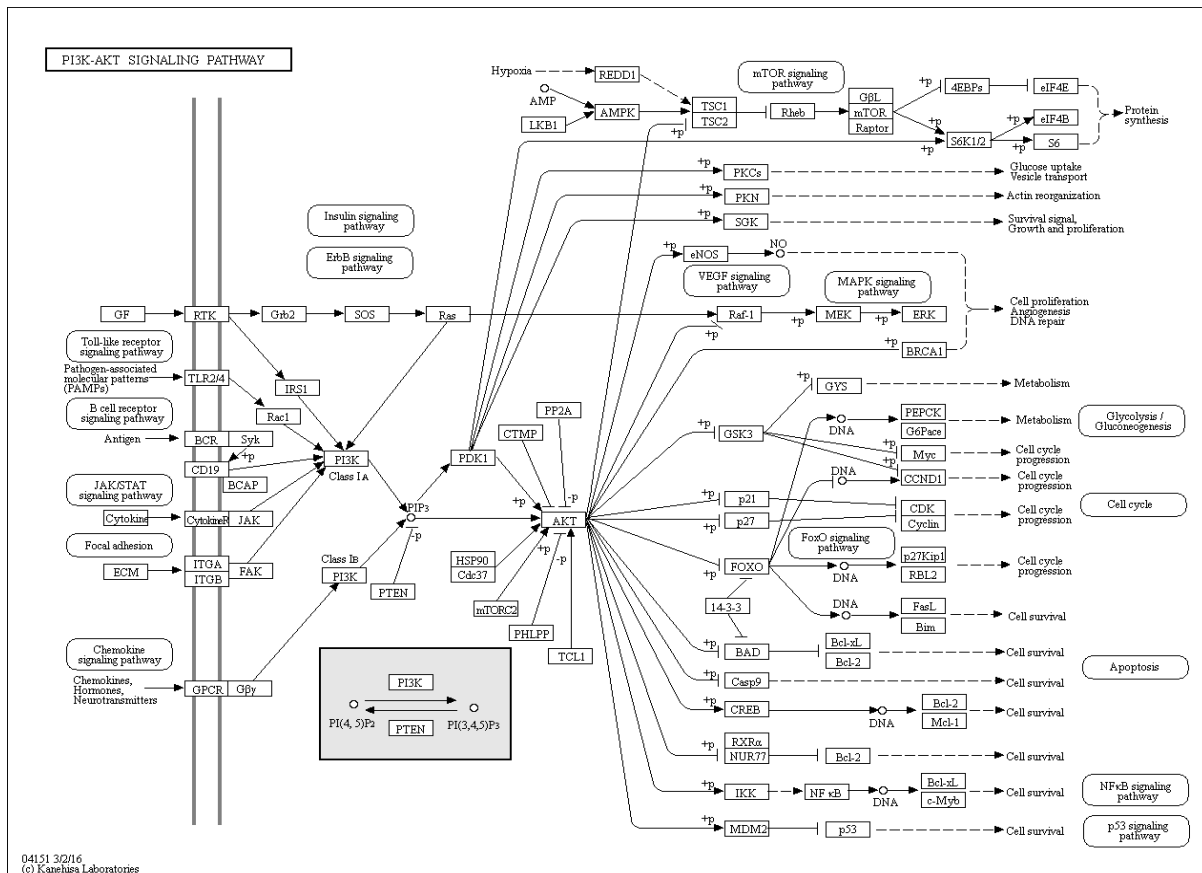 PI3K-AKT SIGNALING PATHWAY
Hypoxia
REDD1
mTOR signaling
pathway
AMP
LKB1
AMPK
TSC1
TSC2
+p
Rheb
GβL
mTOR
Raptor
+p
4EBPs
eIF4E
+p
+p
S6K1/2
+p
eIF4B
+p
S6
Protein
synthesis
+p
PKCs
Glucose uptake
Vesicle transport
+p
PKN
Actin reorganization
+p
SGK
Survival signal,
Growth and proliferation
Insulin signaling
pathway
ErbB signaling
pathway
+p
eNOS
NO
VEGF signaling
pathway
MAPK signaling
pathway
GF
RTK
Grb2
SOS
Ras
Raf-1
+p
+p
MEK
+p
ERK
Cell proliferation
Angiogenesis
DNA repair
+p
BRCA1
Toll-like receptor
signaling pathway
Pathogen-associated
molecular patterns
(PAMPs)
TLR2/4
IRS1
Rac1
B cell receptor
signaling pathway
Antigen
BCR
Syk
+p
CD19
BCAP
PI3K
Class IA
JAK/STAT
signaling pathway
Cytokine
CytokineR
JAK
Focal adhesion
ECM
ITGA
ITGB
FAK
Class IB
PI3K
Chemokine
signaling pathway
Chemokines,
Hormones,
Neurotransmitters
GPCR
Gβγ
PIP3
-p
PTEN
PDK1
+p
CTMP
PP2A
-p
AKT
HSP90
Cdc37
+p
-p
mTORC2
PHLPP
TCL1
PI3K
PI(4, 5)P2
PI(3,4,5)P3
PTEN
+p
GYS
Metabolism
+p
GSK3
DNA
PEPCK
G6Pace
Metabolism
Glycolysis /
Gluconeogenesis
+p
Myc
Cell cycle
progression
+p
DNA
CCND1
Cell cycle
progression
+p
p21
+p
p27
CDK
Cyclin
Cell cycle
progression
Cell cycle
FoxO signaling
pathway
+p
FOXO
DNA
p27Kip1
RBL2
Cell cycle
progression
14-3-3
DNA
FasL
Bim
Cell survival
+p
BAD
Bcl-xL
Bcl-2
Cell survival
Apoptosis
+p
Casp9
Cell survival
+p
CREB
DNA
Bcl-2
Mcl-1
Cell survival
+p
RXRα
NUR77
Bcl-2
Cell survival
+p
IKK
NFκB
DNA
Bcl-xL
c-Myb
Cell survival
NFκB signaling
pathway
+p
MDM2
p53
Cell survival
p53 signaling
pathway
04151 3/2/16
(c) Kanehisa Laboratories